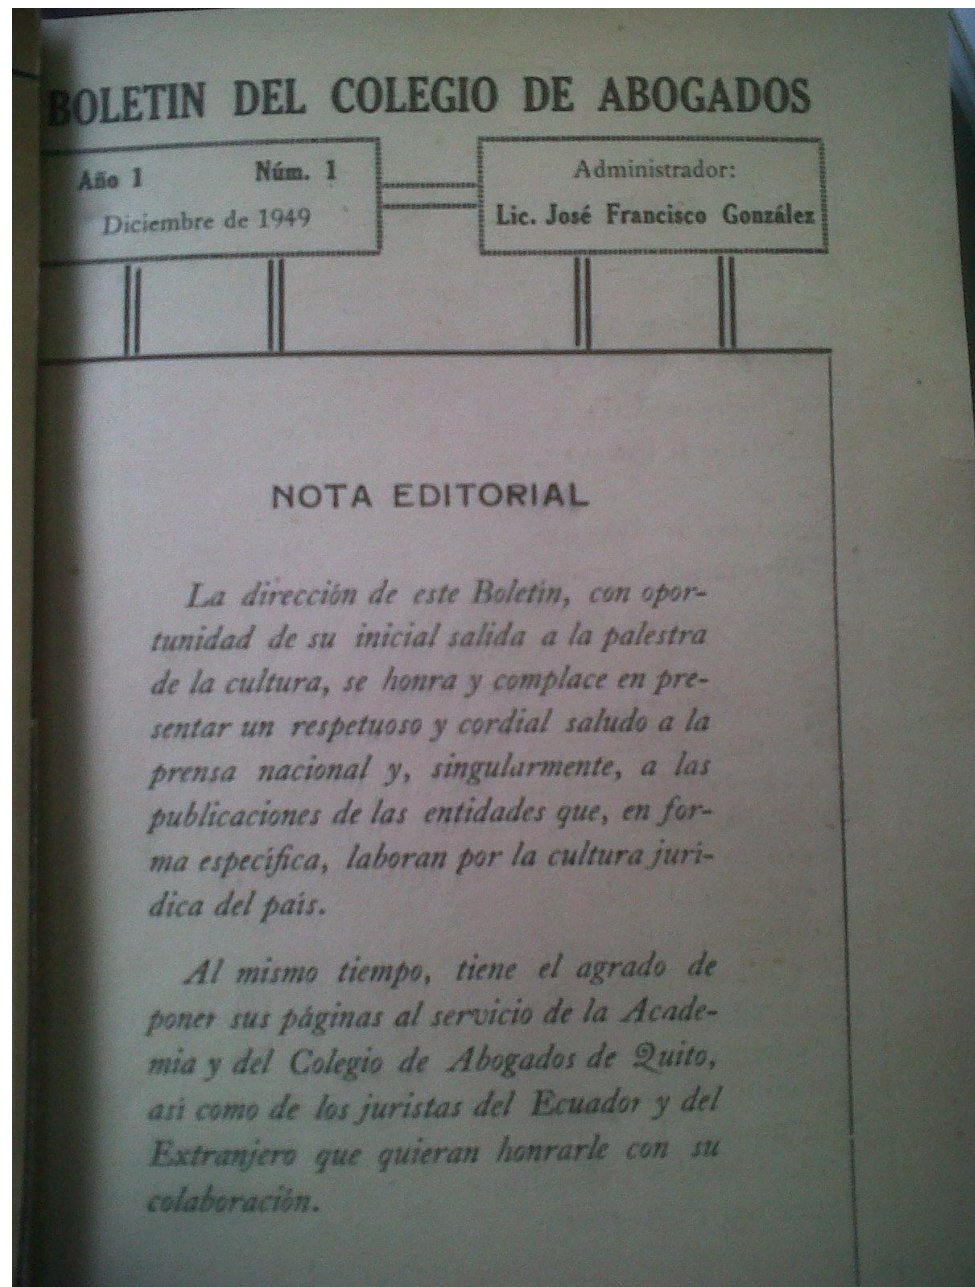 BOLETIN DEL COLEGIO DE ABOGADOS
Año 1 Núm. 1
Diciembre de 1949
Administrador:
Lic. José Francisco González
NOTA EDITORIAL
La dirección de este Boletín, con opor-
tunidad de su inicial salida a la palestra
de la cultura, se honra y complace en pre-
sentar un respetuoso y cordial saludo a la
prensa nacional y, singularmente, a las
publicaciones de las entidades que, en for-
ma específica, laboran por la cultura jurí-
dica del país.
Al mismo tiempo, tiene el agrado de
poner sus páginas al servicio de la Acade-
mia y del Colegio de Abogados de Quito,
así como de los juristas del Ecuador y del
Extranjero que quieran honrarle con su
colaboración.